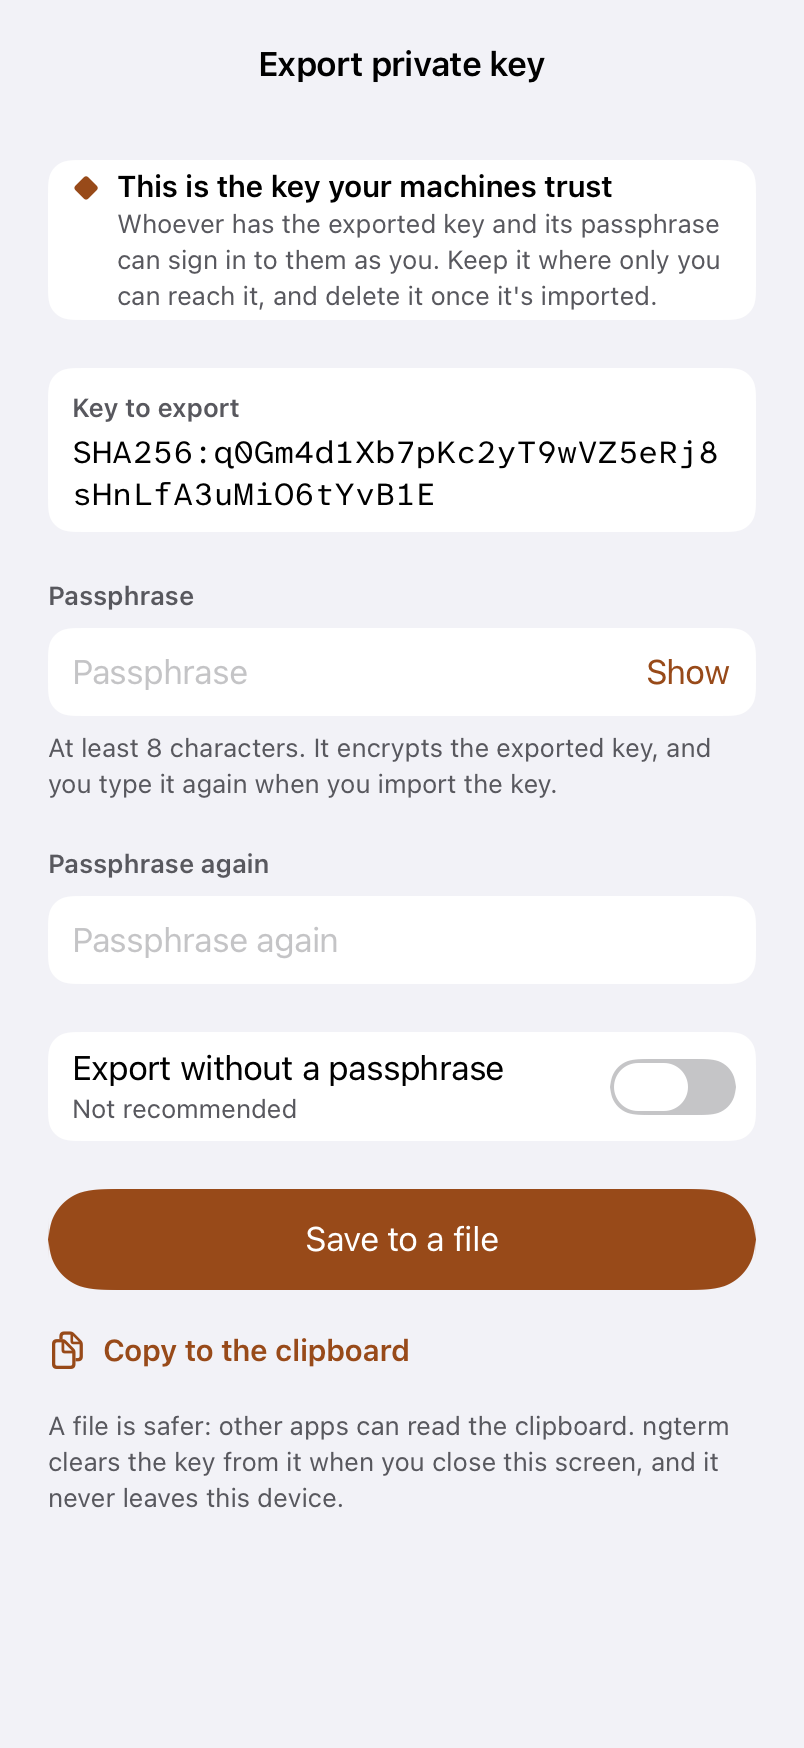 Export private key
This is the key your machines trust
Whoever has the exported key and its passphrase
can sign in to them as you. Keep it where only you
can reach it, and delete it once it's imported.
Key to export
SHA256:q0Gm4d1Xb7pKc2yT9wVZ5eRj8
sHnLfA3uMiO6tYvB1E
Passphrase
Passphrase
Show
At least 8 characters. It encrypts the exported key, and
you type it again when you import the key.
Passphrase again
Passphrase again
Export without a passphrase
Not recommended
Save to a file
Copy to the clipboard
A file is safer: other apps can read the clipboard. ngterm
clears the key from it when you close this screen, and it
never leaves this device.